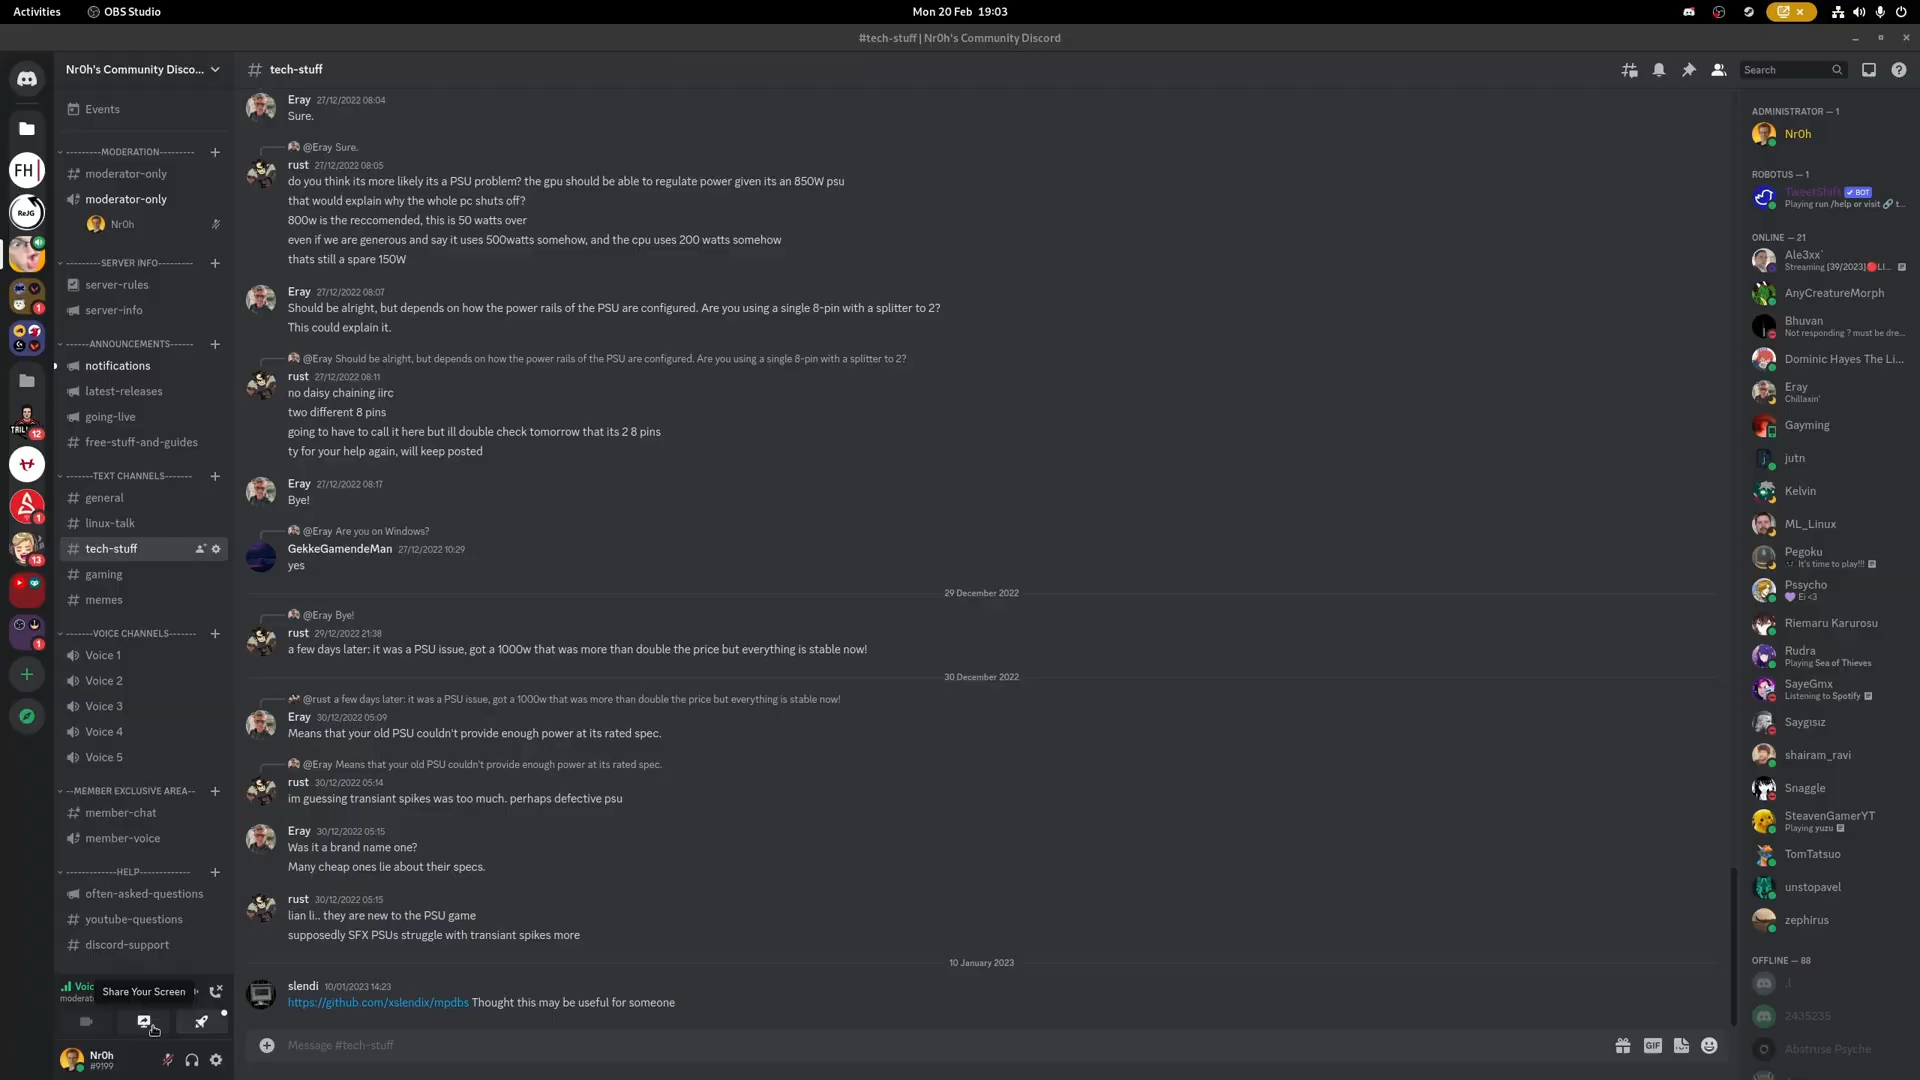 Activities
OBS Studio
Mon 20 Feb 19:03
#tech-stuff | Nr0h's Community Discord
Nr0h's Community Disco...
tech-stuff
Search
Events
---------MODERATION---------
moderator-only
moderator-only
Nr0h
--------SERVER INFO--------
server-rules
server-info
-------ANNOUNCEMENTS-------
notifications
latest-releases
going-live
free-stuff-and-guides
-------TEXT CHANNELS-------
general
linux-talk
tech-stuff
gaming
memes
-------VOICE CHANNELS-------
Voice 1
Voice 2
Voice 3
Voice 4
Voice 5
--MEMBER EXCLUSIVE AREA--
member-chat
member-voice
------------HELP------------
often-asked-questions
youtube-questions
discord-support
Voic
moderat
Share Your Screen
Nr0h
#9199
FH
ReJG
1
TRIL
12
1
13
1
Eray 27/12/2022 08:04
Sure.
@Eray Sure.
rust 27/12/2022 08:05
do you think its more likely its a PSU problem? the gpu should be able to regulate power given its an 850W psu
that would explain why the whole pc shuts off?
800w is the reccomended, this is 50 watts over
even if we are generous and say it uses 500watts somehow, and the cpu uses 200 watts somehow
thats still a spare 150W
Eray 27/12/2022 08:07
Should be alright, but depends on how the power rails of the PSU are configured. Are you using a single 8-pin with a splitter to 2?
This could explain it.
@Eray Should be alright, but depends on how the power rails of the PSU are configured. Are you using a single 8-pin with a splitter to 2?
rust 27/12/2022 08:11
no daisy chaining iirc
two different 8 pins
going to have to call it here but ill double check tomorrow that its 2 8 pins
ty for your help again, will keep posted
Eray 27/12/2022 08:17
Bye!
@Eray Are you on Windows?
GekkeGamendeMan 27/12/2022 10:29
yes
29 December 2022
@Eray Bye!
rust 29/12/2022 21:38
a few days later: it was a PSU issue, got a 1000w that was more than double the price but everything is stable now!
30 December 2022
@rust a few days later: it was a PSU issue, got a 1000w that was more than double the price but everything is stable now!
Eray 30/12/2022 05:09
Means that your old PSU couldn't provide enough power at its rated spec.
@Eray Means that your old PSU couldn't provide enough power at its rated spec.
rust 30/12/2022 05:14
im guessing transiant spikes was too much. perhaps defective psu
Eray 30/12/2022 05:15
Was it a brand name one?
Many cheap ones lie about their specs.
rust 30/12/2022 05:15
lian li.. they are new to the PSU game
supposedly SFX PSUs struggle with transiant spikes more
10 January 2023
slendi 10/01/2023 14:23
https://github.com/xslendix/mpdbs Thought this may be useful for someone
Message #tech-stuff
GIF
ADMINISTRATOR — 1
Nr0h
ROBOTUS — 1
TweetShift BOT
Playing run /help or visit 🔗 t...
ONLINE — 21
Ale3xx`
Streaming [39/2023]🔴LI...
AnyCreatureMorph
Bhuvan
Not responding ? must be dre...
Dominic Hayes The Li...
Eray
Chillaxin'
Gayming
jutn
Kelvin
ML_Linux
Pegoku
It's time to play!!!
Pssycho
💜 Ei <3
Riemaru Karurosu
Rudra
Playing Sea of Thieves
SayeGmx
Listening to Spotify
Saygısız
shairam_ravi
Snaggle
SteavenGamerYT
Playing yuzu
TomTatsuo
unstopavel
zephirus
OFFLINE — 88
.l
2435235
Abstruse Psyche